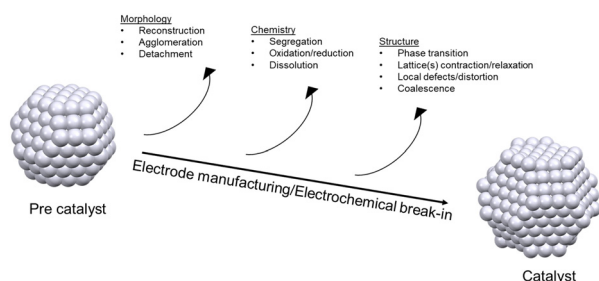 Morphology
• Reconstruction
• Agglomeration
• Detachment
Chemistry
• Segregation
• Oxidation/reduction
• Dissolution
Structure
• Phase transition
• Lattice(s) contraction/relaxation
• Local defects/distortion
• Coalescence
Electrode manufacturing/Electrochemical break-in
Pre catalyst
Catalyst